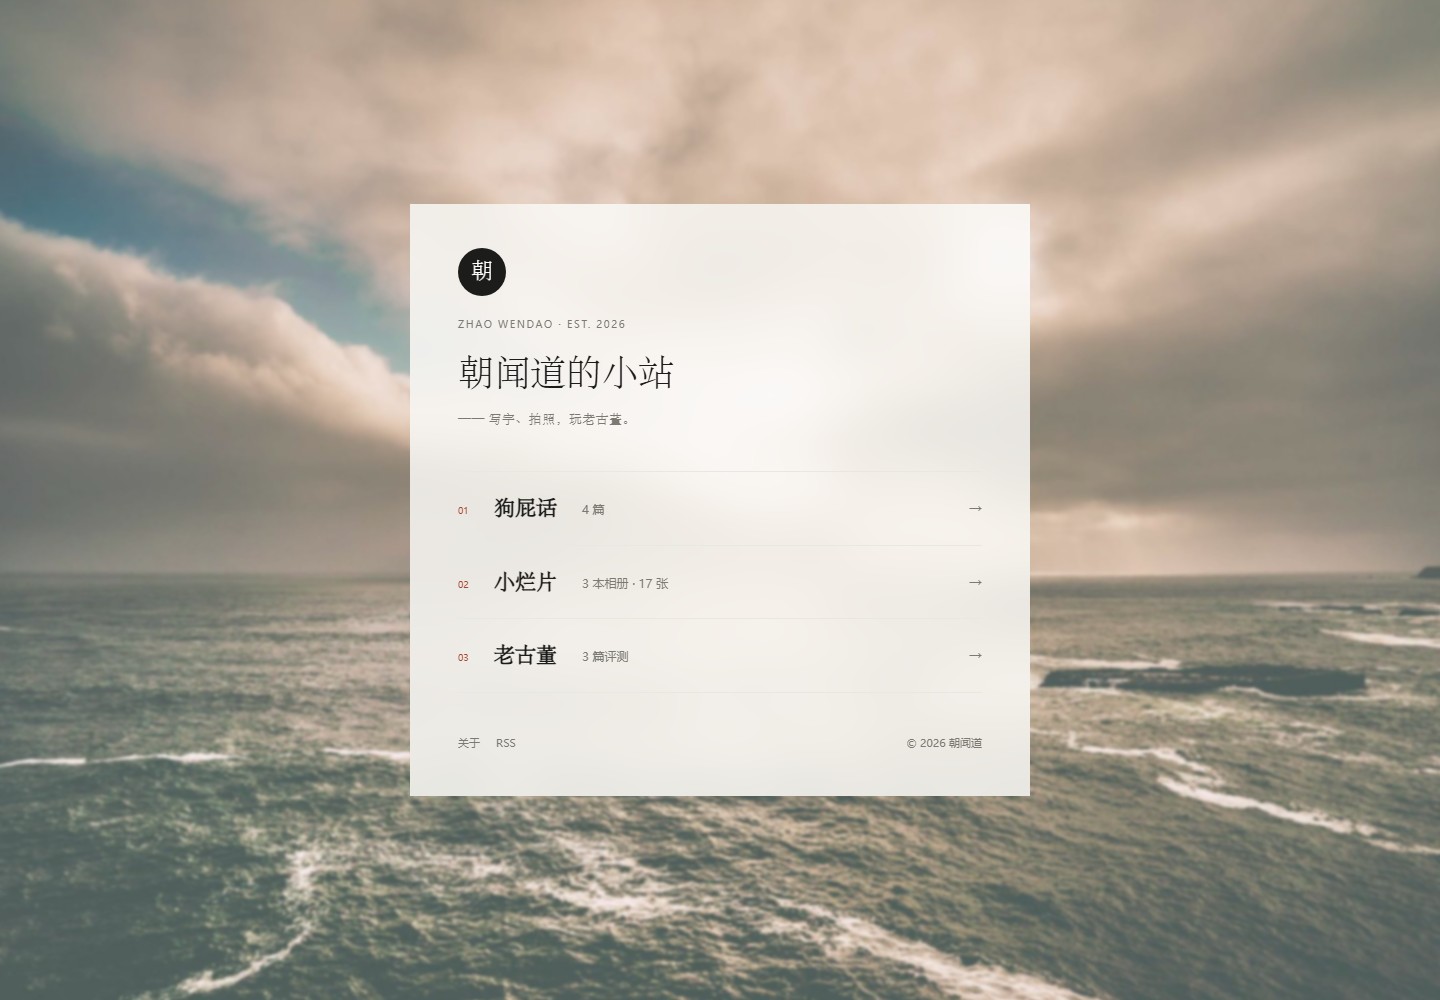 朝
ZHAO WENDAO · EST. 2026
朝闻道的小站
—— 写字、拍照，玩老古董。
01 狗屁话 4 篇 →
02 小烂片 3 本相册 · 17 张 →
03 老古董 3 篇评测 →
关于 RSS © 2026 朝闻道